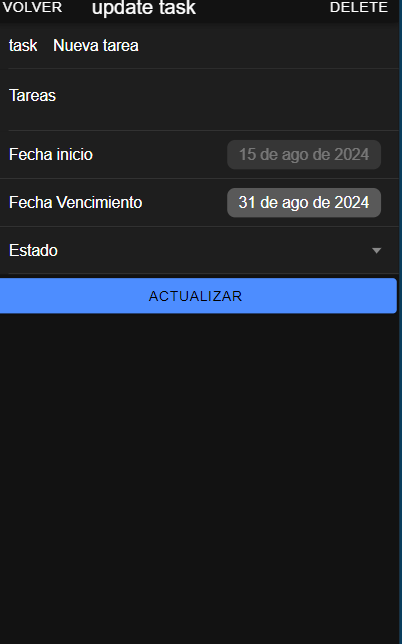 VOLVER update task DELETE
task Nueva tarea
Tareas
Fecha inicio 15 de ago de 2024
Fecha Vencimiento 31 de ago de 2024
Estado
ACTUALIZAR